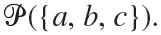 𝒫({a, b, c}).